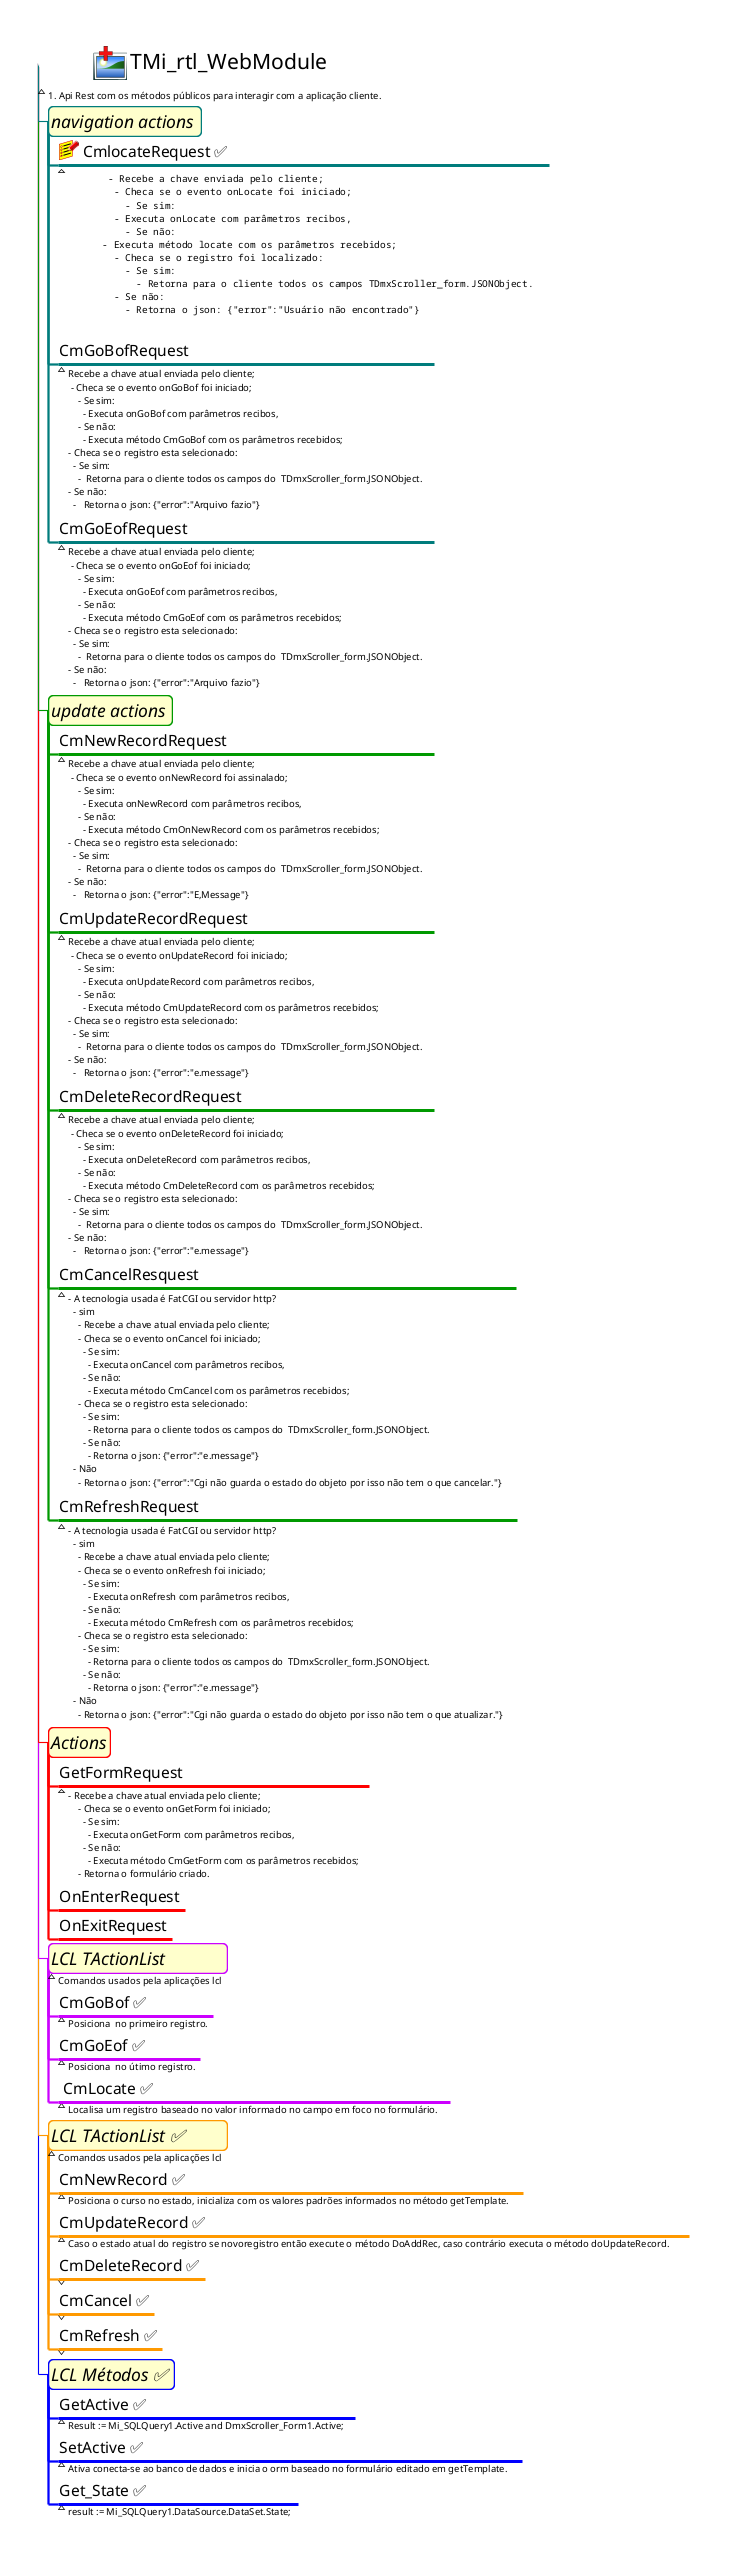 TMi_rtl_WebModule
1. Api Rest com os métodos públicos para interagir com a aplicação cliente.
navigation actions
CmlocateRequest ✅
- Recebe a chave enviada pelo cliente;
- Checa se o evento onLocate foi iniciado;
- Se sim:
- Executa onLocate com parâmetros recibos,
- Se não:
- Executa método locate com os parâmetros recebidos;
- Checa se o registro foi localizado:
- Se sim:
- Retorna para o cliente todos os campos TDmxScroller_form.JSONObject.
- Se não:
- Retorna o json: {"error":"Usuário não encontrado"}
CmGoBofRequest
Recebe a chave atual enviada pelo cliente;
- Checa se o evento onGoBof foi iniciado;
- Se sim:
- Executa onGoBof com parâmetros recibos,
- Se não:
- Executa método CmGoBof com os parâmetros recebidos;
- Checa se o registro esta selecionado:
- Se sim:
- Retorna para o cliente todos os campos do TDmxScroller_form.JSONObject.
- Se não:
- Retorna o json: {"error":"Arquivo fazio"}
CmGoEofRequest
Recebe a chave atual enviada pelo cliente;
- Checa se o evento onGoEof foi iniciado;
- Se sim:
- Executa onGoEof com parâmetros recibos,
- Se não:
- Executa método CmGoEof com os parâmetros recebidos;
- Checa se o registro esta selecionado:
- Se sim:
- Retorna para o cliente todos os campos do TDmxScroller_form.JSONObject.
- Se não:
- Retorna o json: {"error":"Arquivo fazio"}
update actions
CmNewRecordRequest
Recebe a chave atual enviada pelo cliente;
- Checa se o evento onNewRecord foi assinalado;
- Se sim:
- Executa onNewRecord com parâmetros recibos,
- Se não:
- Executa método CmOnNewRecord com os parâmetros recebidos;
- Checa se o registro esta selecionado:
- Se sim:
- Retorna para o cliente todos os campos do TDmxScroller_form.JSONObject.
- Se não:
- Retorna o json: {"error":"E,Message"}
CmUpdateRecordRequest
Recebe a chave atual enviada pelo cliente;
- Checa se o evento onUpdateRecord foi iniciado;
- Se sim:
- Executa onUpdateRecord com parâmetros recibos,
- Se não:
- Executa método CmUpdateRecord com os parâmetros recebidos;
- Checa se o registro esta selecionado:
- Se sim:
- Retorna para o cliente todos os campos do TDmxScroller_form.JSONObject.
- Se não:
- Retorna o json: {"error":"e.message"}
CmDeleteRecordRequest
Recebe a chave atual enviada pelo cliente;
- Checa se o evento onDeleteRecord foi iniciado;
- Se sim:
- Executa onDeleteRecord com parâmetros recibos,
- Se não:
- Executa método CmDeleteRecord com os parâmetros recebidos;
- Checa se o registro esta selecionado:
- Se sim:
- Retorna para o cliente todos os campos do TDmxScroller_form.JSONObject.
- Se não:
- Retorna o json: {"error":"e.message"}
CmCancelResquest
- A tecnologia usada é FatCGI ou servidor http?
- sim
- Recebe a chave atual enviada pelo cliente;
- Checa se o evento onCancel foi iniciado;
- Se sim:
- Executa onCancel com parâmetros recibos,
- Se não:
- Executa método CmCancel com os parâmetros recebidos;
- Checa se o registro esta selecionado:
- Se sim:
- Retorna para o cliente todos os campos do TDmxScroller_form.JSONObject.
- Se não:
- Retorna o json: {"error":"e.message"}
- Não
- Retorna o json: {"error":"Cgi não guarda o estado do objeto por isso não tem o que cancelar."}
CmRefreshRequest
- A tecnologia usada é FatCGI ou servidor http?
- sim
- Recebe a chave atual enviada pelo cliente;
- Checa se o evento onRefresh foi iniciado;
- Se sim:
- Executa onRefresh com parâmetros recibos,
- Se não:
- Executa método CmRefresh com os parâmetros recebidos;
- Checa se o registro esta selecionado:
- Se sim:
- Retorna para o cliente todos os campos do TDmxScroller_form.JSONObject.
- Se não:
- Retorna o json: {"error":"e.message"}
- Não
- Retorna o json: {"error":"Cgi não guarda o estado do objeto por isso não tem o que atualizar."}
Actions
GetFormRequest
- Recebe a chave atual enviada pelo cliente;
- Checa se o evento onGetForm foi iniciado;
- Se sim:
- Executa onGetForm com parâmetros recibos,
- Se não:
- Executa método CmGetForm com os parâmetros recebidos;
- Retorna o formulário criado.
OnEnterRequest
OnExitRequest
LCL TActionList
Comandos usados pela aplicações lcl
CmGoBof ✅
Posiciona no primeiro registro.
CmGoEof ✅
Posiciona no útimo registro.
CmLocate ✅
Localisa um registro baseado no valor informado no campo em foco no formulário.
LCL TActionList ✅
Comandos usados pela aplicações lcl
CmNewRecord ✅
Posiciona o curso no estado, inicializa com os valores padrões informados no método getTemplate.
CmUpdateRecord ✅
Caso o estado atual do registro se novoregistro então execute o método DoAddRec, caso contrário executa o método doUpdateRecord.
CmDeleteRecord ✅
CmCancel ✅
CmRefresh ✅
LCL Métodos ✅
GetActive ✅
Result := Mi_SQLQuery1.Active and DmxScroller_Form1.Active;
SetActive ✅
Ativa conecta-se ao banco de dados e inicia o orm baseado no formulário editado em getTemplate.
Get_State ✅
result := Mi_SQLQuery1.DataSource.DataSet.State;